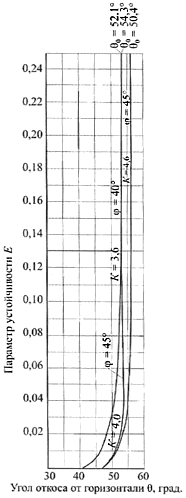 θ₀ = 52,1°
θ₀ = 54,3°
θ₀ = 50,4°
0,24
0,22
0,20
0,18
0,16
0,14
0,12
0,10
0,08
0,06
0,04
0,02
Параметр устойчивости E
φ = 45°
K = 4,6
φ = 40°
K = 3,6
φ = 45°
K = 4,0
30 40 50 60
Угол откоса от горизонтали θ, град.